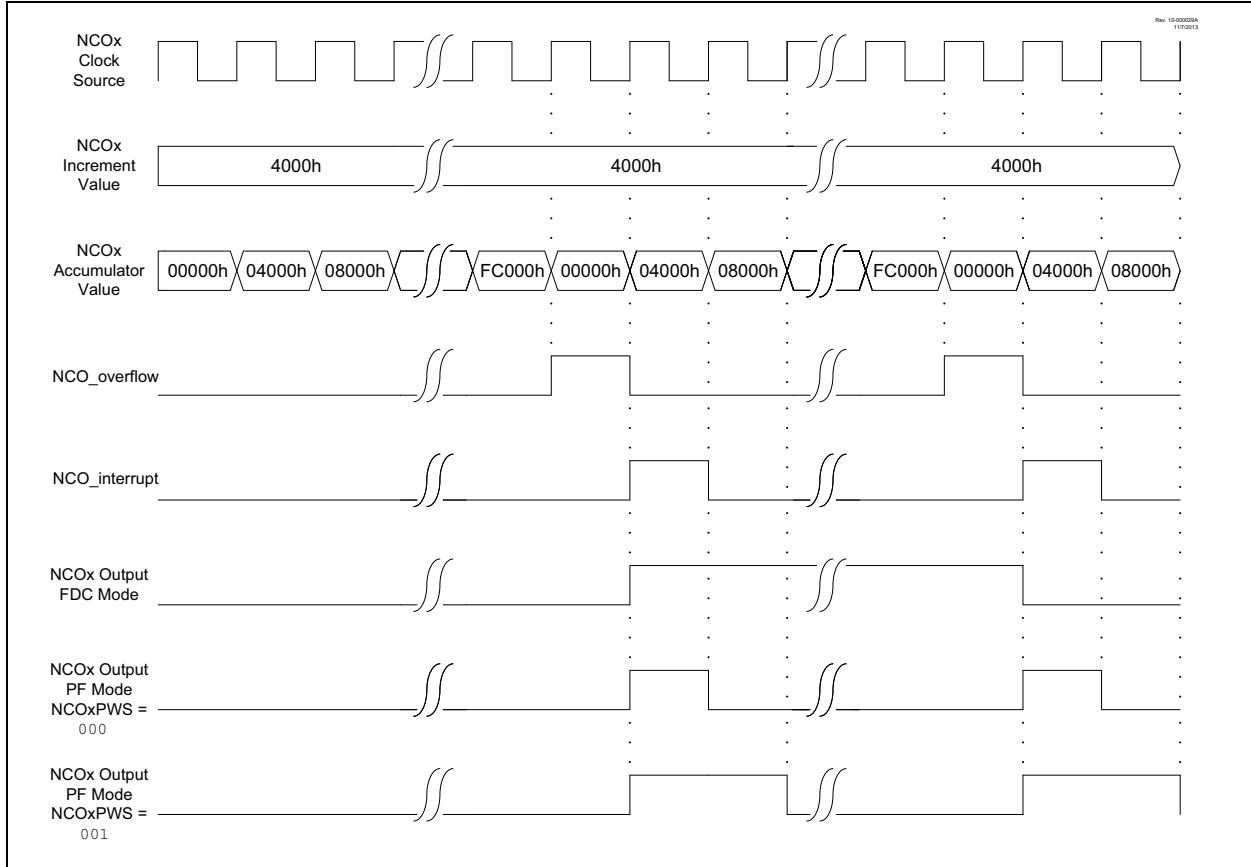 Rev. 10-000029A
11/7/2013
NCOx
Clock
Source
NCOx
Increment
Value
4000h
4000h
4000h
NCOx
Accumulator
Value
00000h
04000h
08000h
FC000h
00000h
04000h
08000h
FC000h
00000h
04000h
08000h
NCO_overflow
NCO_interrupt
NCOx Output
FDC Mode
NCOx Output
PF Mode
NCOxPWS =
000
NCOx Output
PF Mode
NCOxPWS =
001